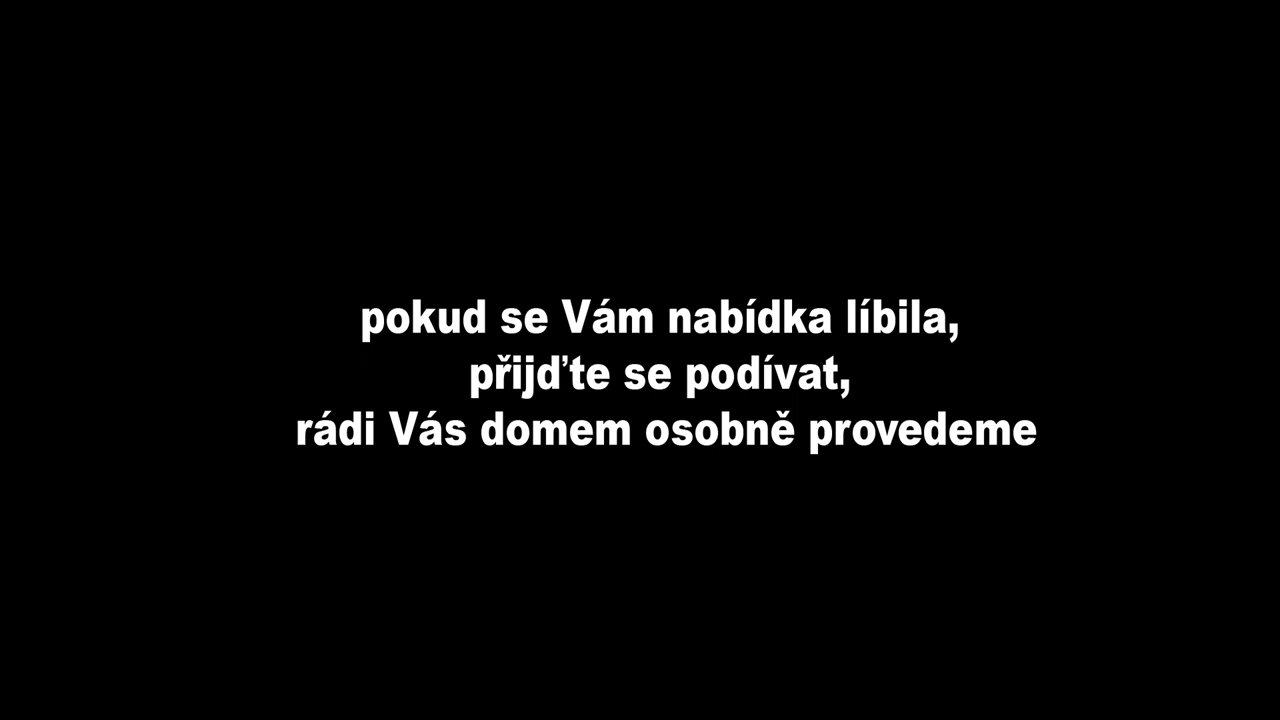 pokud se Vám nabídka líbila,
přijďte se podívat,
rádi Vás domem osobně provedeme